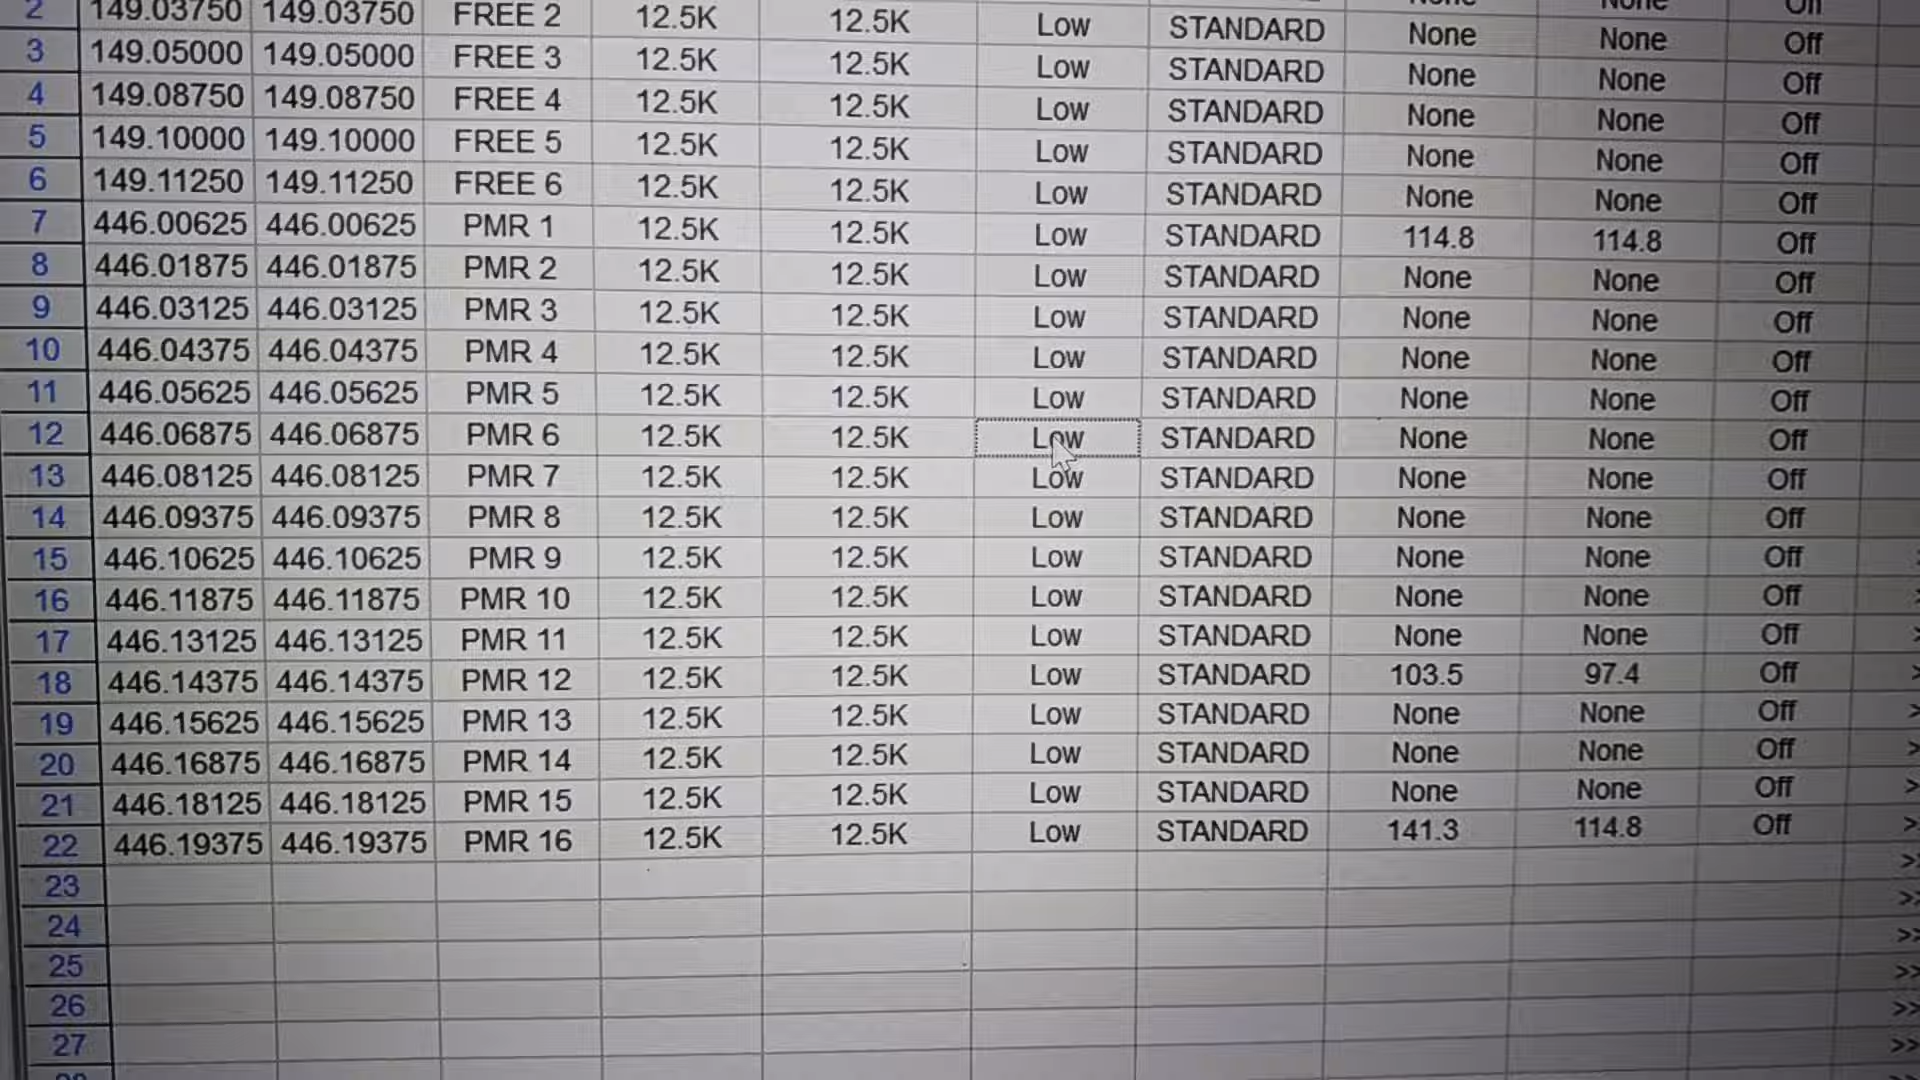 2 149.03750 149.03750 FREE 2 12.5K 12.5K Low STANDARD None None Off
3 149.05000 149.05000 FREE 3 12.5K 12.5K Low STANDARD None None Off
4 149.08750 149.08750 FREE 4 12.5K 12.5K Low STANDARD None None Off
5 149.10000 149.10000 FREE 5 12.5K 12.5K Low STANDARD None None Off
6 149.11250 149.11250 FREE 6 12.5K 12.5K Low STANDARD None None Off
7 446.00625 446.00625 PMR 1 12.5K 12.5K Low STANDARD 114.8 114.8 Off
8 446.01875 446.01875 PMR 2 12.5K 12.5K Low STANDARD None None Off
9 446.03125 446.03125 PMR 3 12.5K 12.5K Low STANDARD None None Off
10 446.04375 446.04375 PMR 4 12.5K 12.5K Low STANDARD None None Off
11 446.05625 446.05625 PMR 5 12.5K 12.5K Low STANDARD None None Off
12 446.06875 446.06875 PMR 6 12.5K 12.5K Low STANDARD None None Off
13 446.08125 446.08125 PMR 7 12.5K 12.5K Low STANDARD None None Off
14 446.09375 446.09375 PMR 8 12.5K 12.5K Low STANDARD None None Off
15 446.10625 446.10625 PMR 9 12.5K 12.5K Low STANDARD None None Off
16 446.11875 446.11875 PMR 10 12.5K 12.5K Low STANDARD None None Off
17 446.13125 446.13125 PMR 11 12.5K 12.5K Low STANDARD None None Off
18 446.14375 446.14375 PMR 12 12.5K 12.5K Low STANDARD 103.5 97.4 Off
19 446.15625 446.15625 PMR 13 12.5K 12.5K Low STANDARD None None Off
20 446.16875 446.16875 PMR 14 12.5K 12.5K Low STANDARD None None Off
21 446.18125 446.18125 PMR 15 12.5K 12.5K Low STANDARD None None Off
22 446.19375 446.19375 PMR 16 12.5K 12.5K Low STANDARD 141.3 114.8 Off
23 >>
24 >>
25 >>
26 >>
27 >>